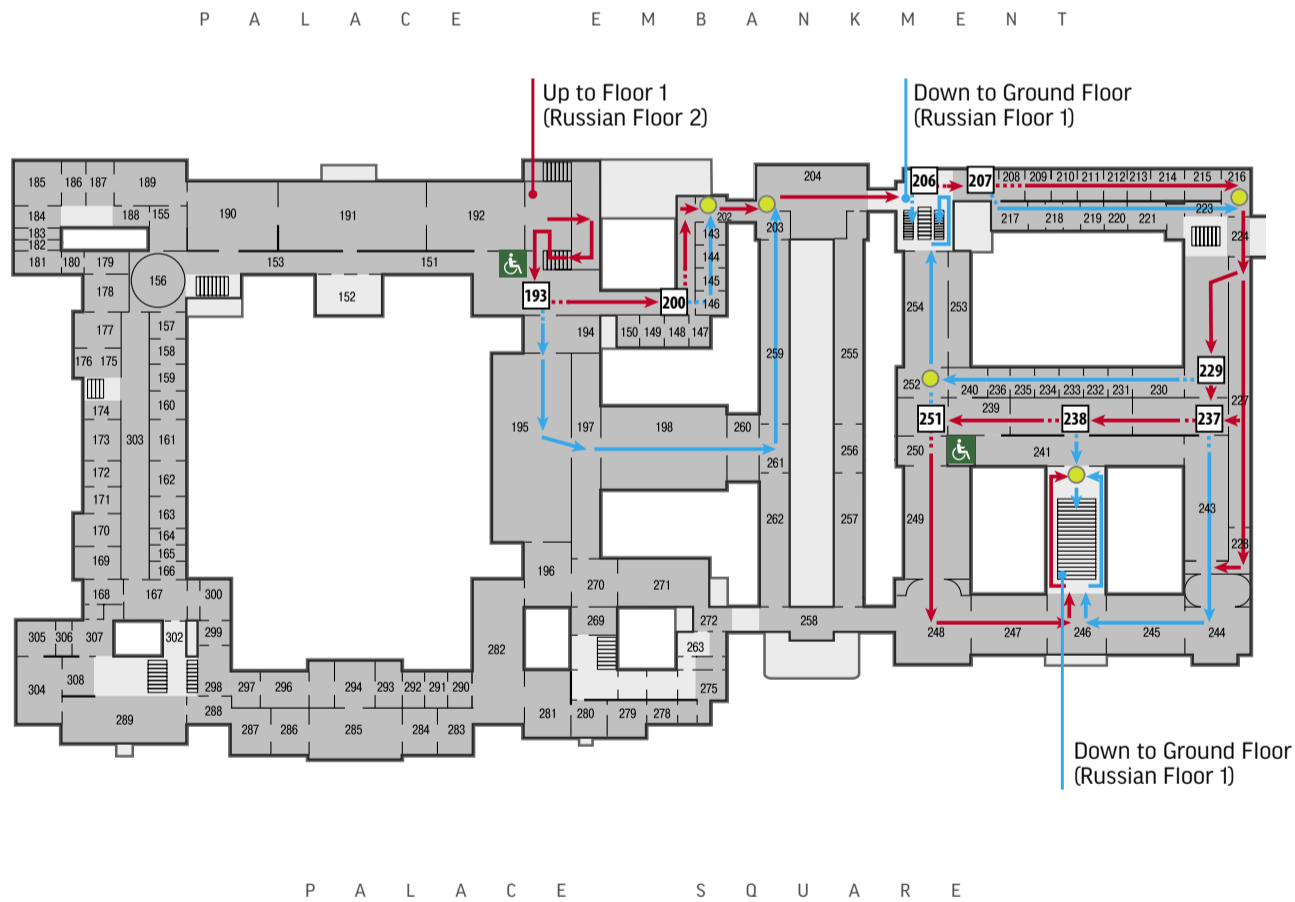 PALACE EMBANKMENT
Up to Floor 1
(Russian Floor 2)
Down to Ground Floor
(Russian Floor 1)
185 186 187 189 204 206 207 208 209 210 211 212 213 214 215 216
184 188 155 190 191 192 202 203 217 218 219 220 221 223
183
182
181 180 179 153 151 143 144 145 146 224
178 156 152 193 200 254 253
177 157 194 150 149 148 147 259 255
176 175 158 229
174 159 252 240 236 235 234 233 232 231 230
160 239 227
173 303 161 195 197 198 260 251 238 237
172 162 261 256 250 241
171 163 262 257 249 243
170 164
169 165 228
166 196
168 167 300 270 271
305 306 307 302 299 269 272 258 248 247 246 245 244
304 308 298 282 263
297 296 294 293 292 291 290 275
289 288 287 286 285 284 283 281 280 279 278
Down to Ground Floor
(Russian Floor 1)
PALACE SQUARE